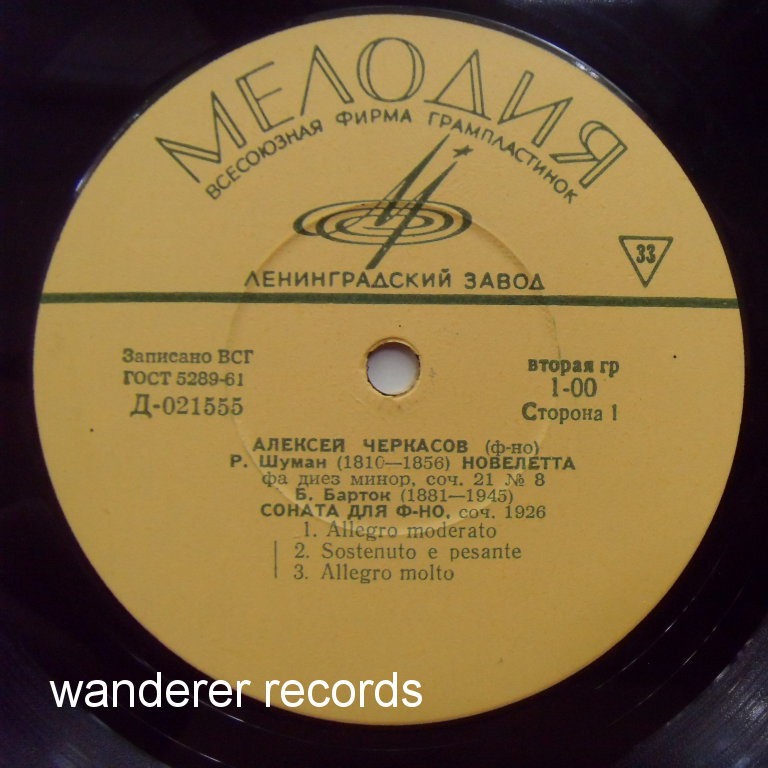 МЕЛОДИЯ
ВСЕСОЮЗНАЯ ФИРМА ГРАМПЛАСТИНОК
33
ЛЕНИНГРАДСКИЙ ЗАВОД
Записано ВСГ
ГОСТ 5289-61
Д-021555
вторая гр
1-00
Сторона 1
АЛЕКСЕЙ ЧЕРКАСОВ (ф-но)
Р. Шуман (1810—1856) НОВЕЛЕТТА
фа диез минор, соч. 21 № 8
Б. Барток (1881—1945)
СОНАТА ДЛЯ Ф-НО, соч. 1926
1. Allegro moderato
2. Sostenuto e pesante
3. Allegro molto
wanderer records